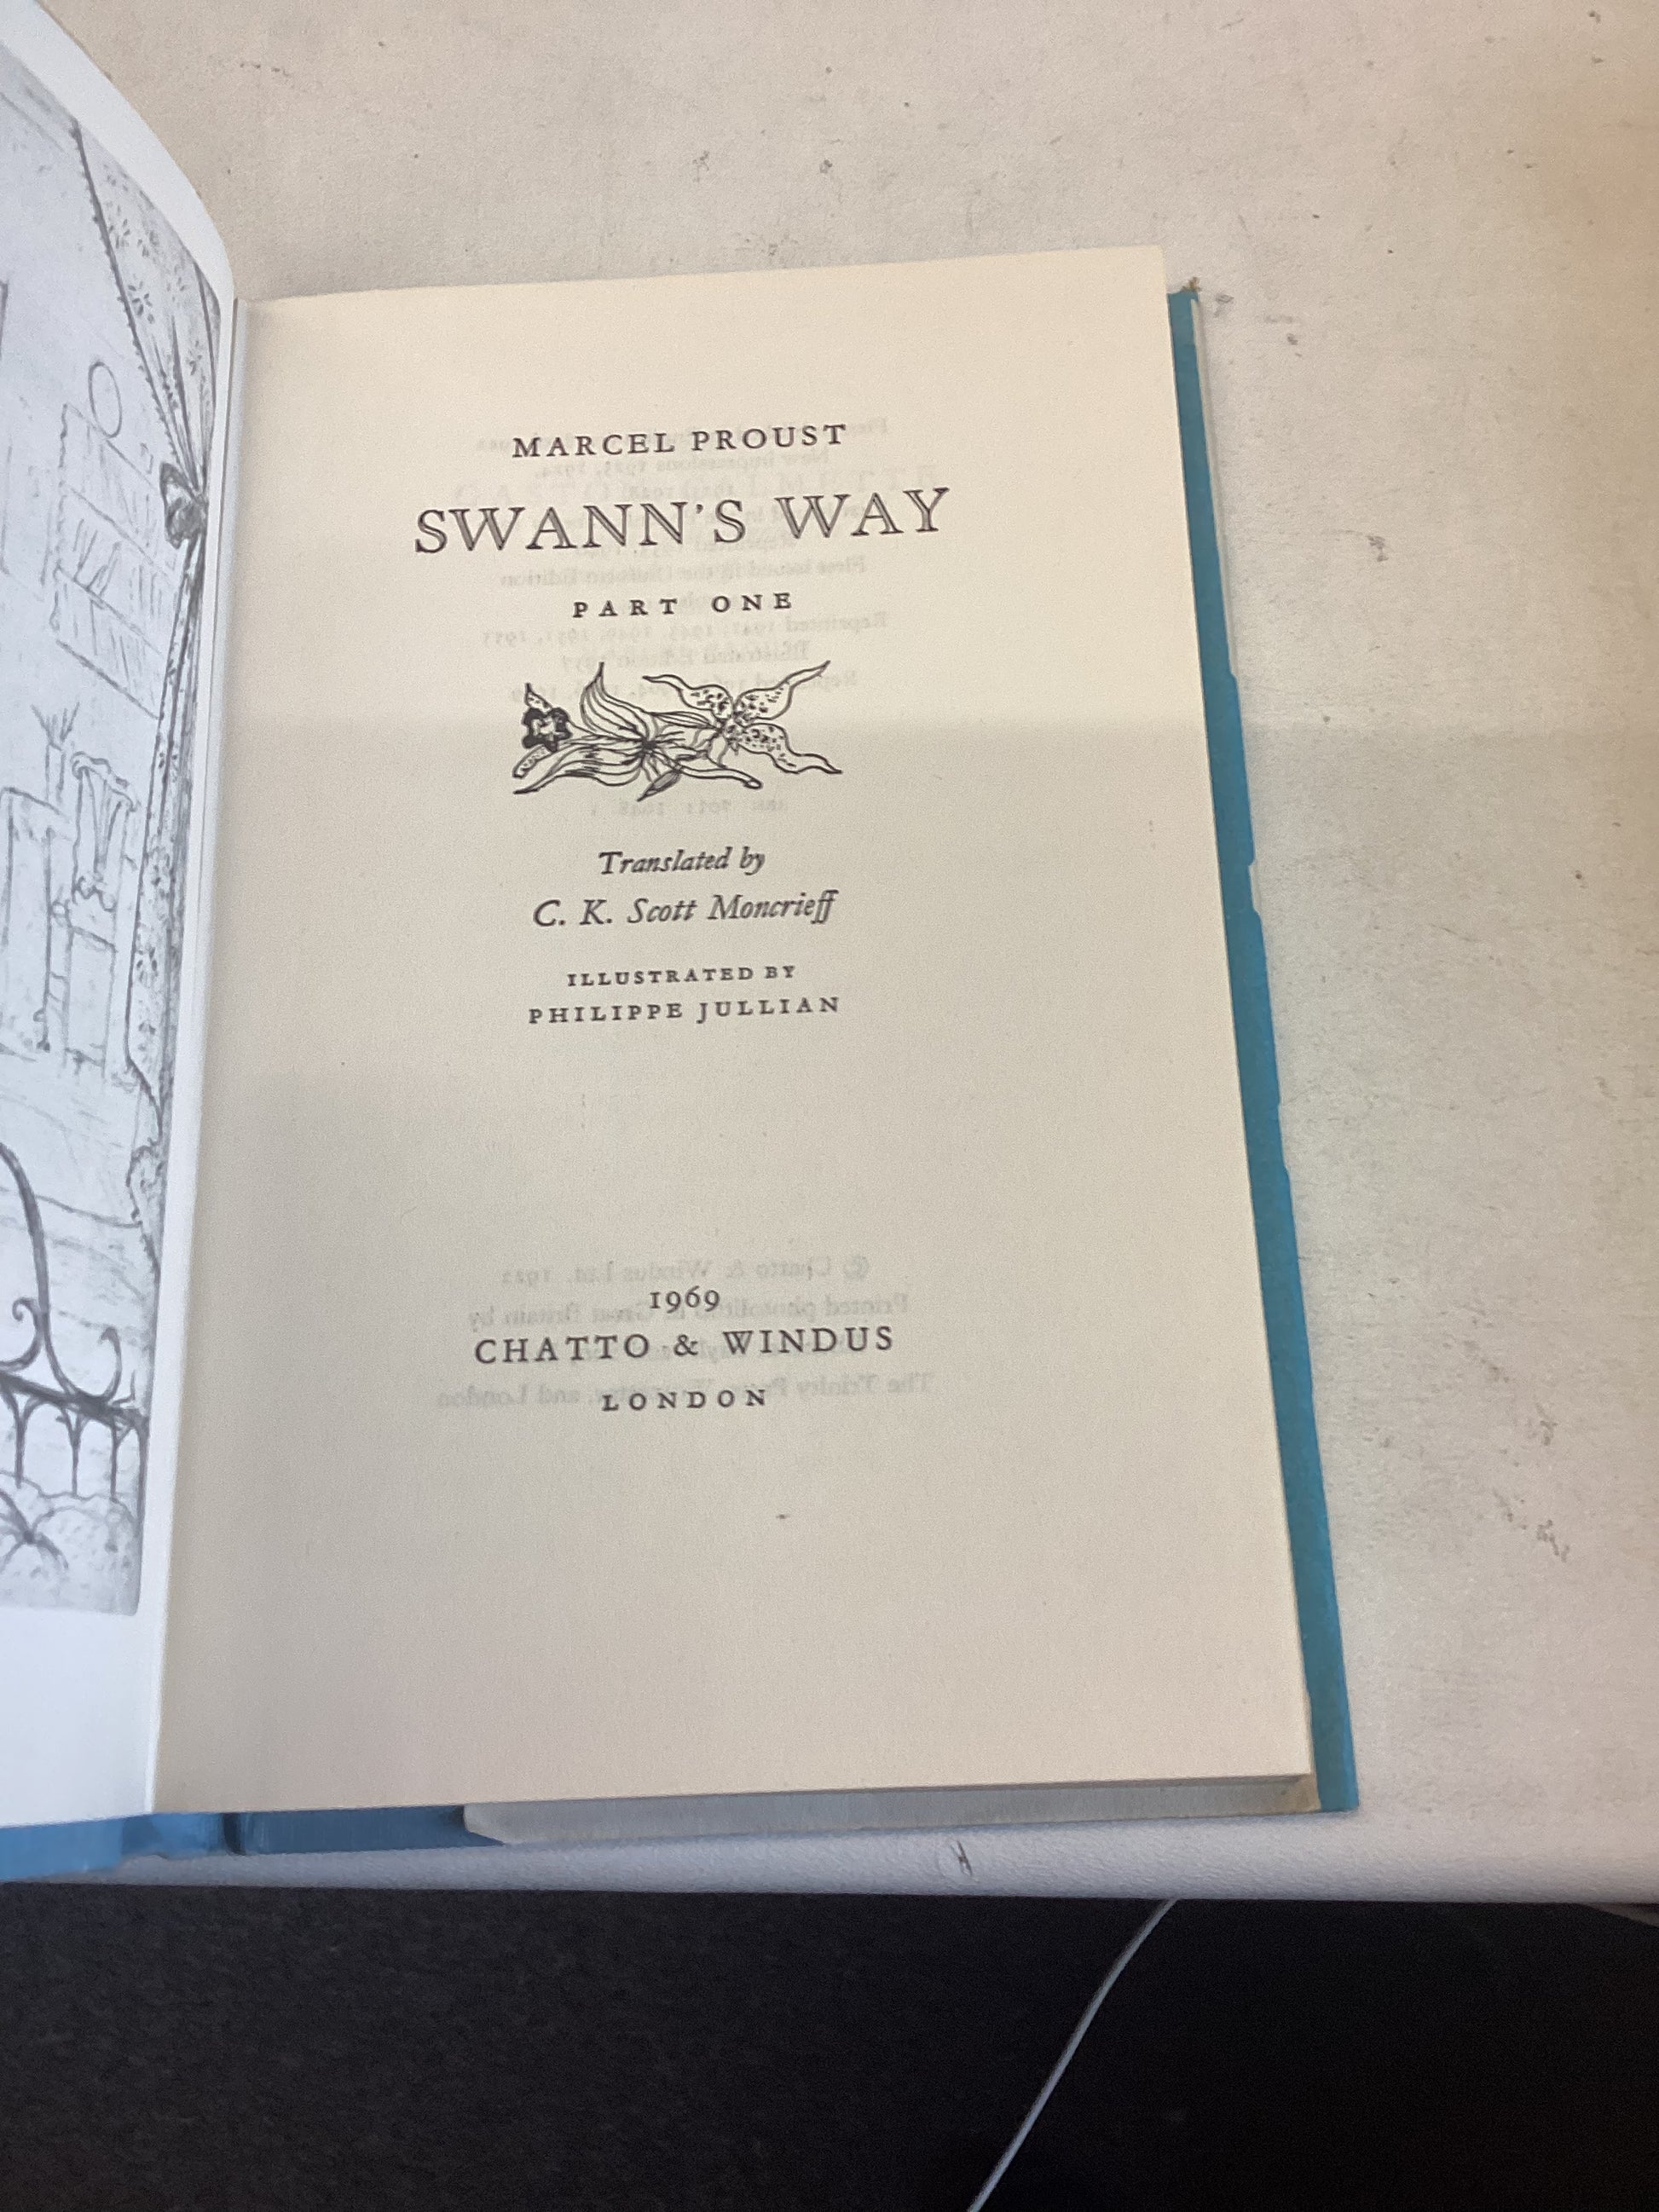 MARCEL PROUST
SWANN'S WAY
PART ONE
Translated by
C. K. Scott Moncrieff
ILLUSTRATED BY
PHILIPPE JULLIAN
1969
CHATTO & WINDUS
LONDON